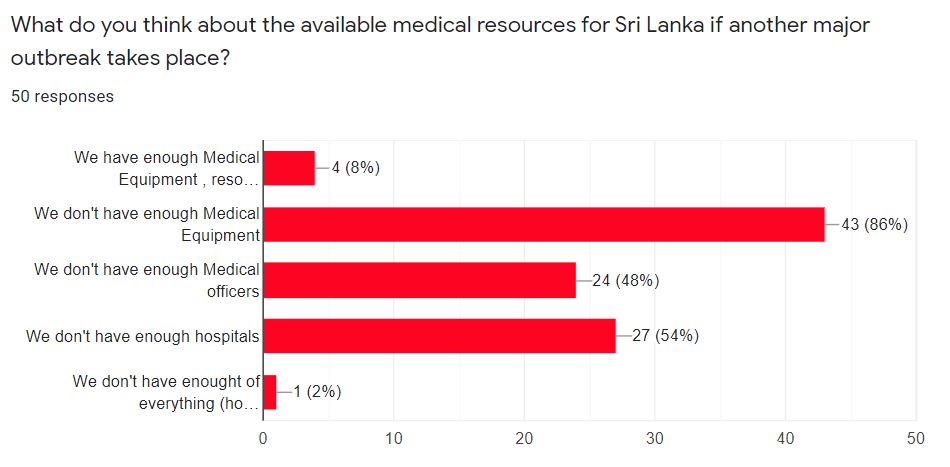 What do you think about the available medical resources for Sri Lanka if another major
outbreak takes place?
50 responses
We have enough Medical
Equipment , reso…
4 (8%)
We don't have enough Medical
Equipment
43 (86%)
We don't have enough Medical
officers
24 (48%)
We don't have enough hospitals
27 (54%)
We don't have enought of
everything (ho…
1 (2%)
0 10 20 30 40 50